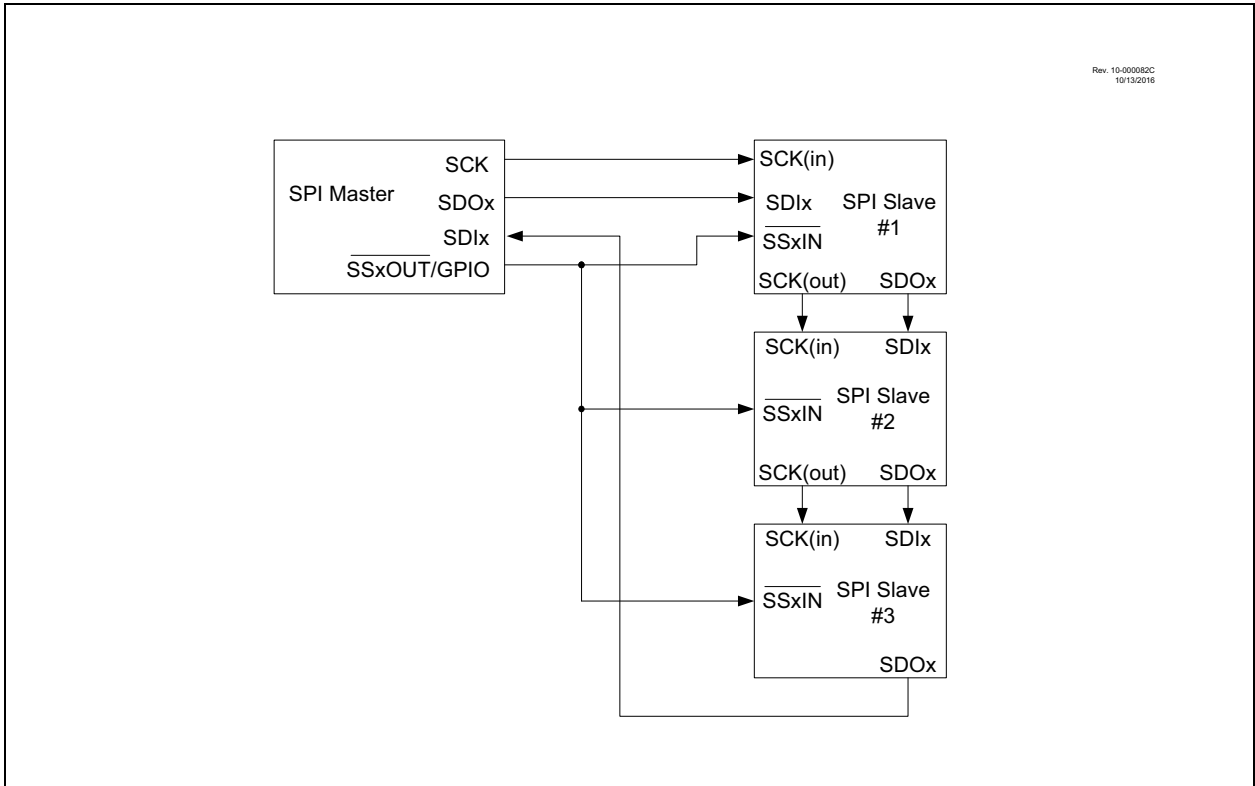 Rev. 10-000082C
10/13/2016
SPI Master
SCK
SDOx
SDIx
SSxOUT/GPIO
SCK(in)
SDIx
SSxIN
SPI Slave
#1
SCK(out) SDOx
SCK(in) SDIx
SSxIN
SPI Slave
#2
SCK(out) SDOx
SCK(in) SDIx
SSxIN
SPI Slave
#3
SDOx